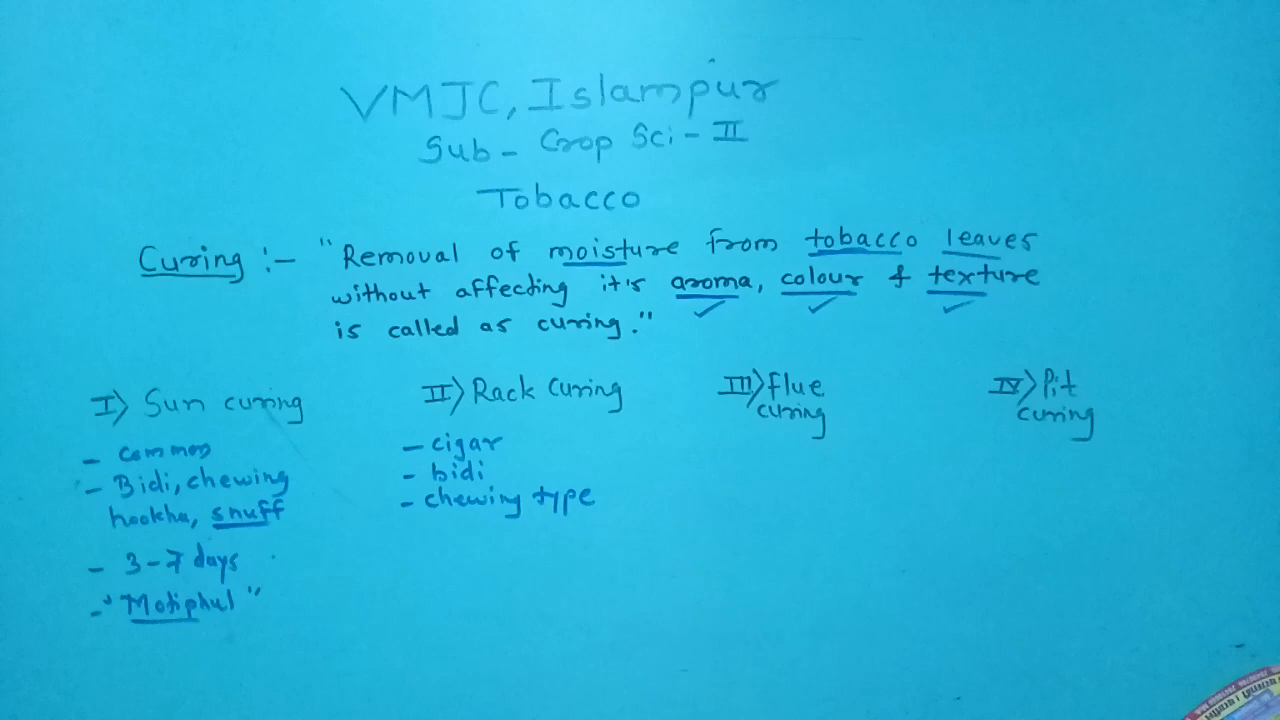 VMJC, Islampur
Sub - Crop Sci - II
Tobacco
Curing :- "Removal of moisture from tobacco leaves
without affecting it's aroma, colour & texture
is called as curing."
I) Sun curing
- common
- Bidi, chewing
hookha, snuff
- 3-7 days
- "Motiphul"
II) Rack Curing
- cigar
- bidi
- chewing type
III) Flue
curing
IV) Pit
curing